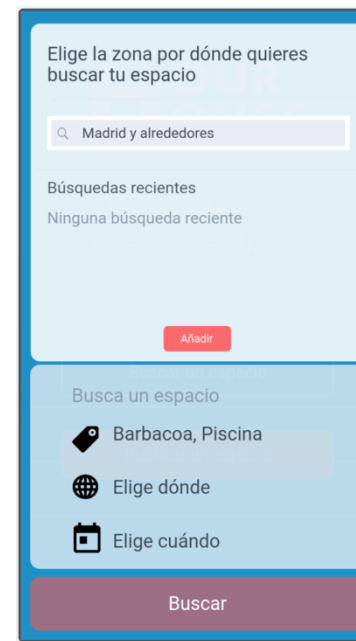 Elige la zona por dónde quieres
buscar tu espacio
Madrid y alrededores
Búsquedas recientes
Ninguna búsqueda reciente
Añadir
Busca un espacio
Barbacoa, Piscina
Elige dónde
Elige cuándo
Buscar